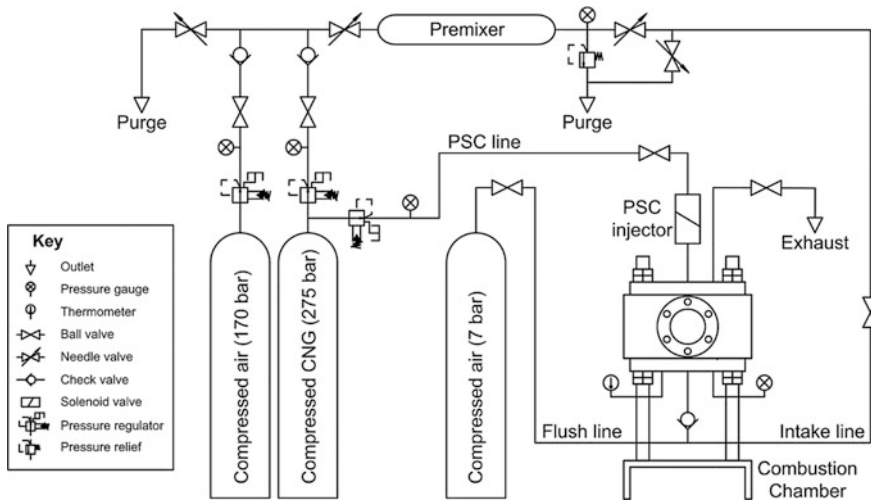 Premixer
Purge
Purge
PSC line
PSC
injector
Exhaust
Key
Outlet
Pressure gauge
Thermometer
Ball valve
Needle valve
Check valve
Solenoid valve
Pressure regulator
Pressure relief
Compressed air (170 bar)
Compressed CNG (275 bar)
Compressed air (7 bar)
Flush line
Intake line
Combustion
Chamber